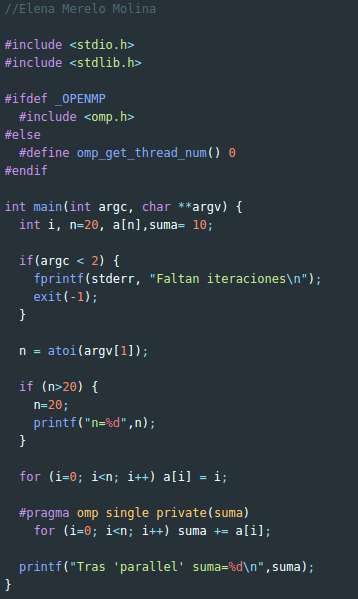 //Elena Merelo Molina

#include <stdio.h>
#include <stdlib.h>

#ifdef _OPENMP
  #include <omp.h>
#else
  #define omp_get_thread_num() 0
#endif

int main(int argc, char **argv) {
  int i, n=20, a[n],suma= 10;

  if(argc < 2) {
    fprintf(stderr, "Faltan iteraciones\n");
    exit(-1);
  }

  n = atoi(argv[1]);

  if (n>20) {
    n=20;
    printf("n=%d",n);
  }

  for (i=0; i<n; i++) a[i] = i;

  #pragma omp single private(suma)
    for (i=0; i<n; i++) suma += a[i];

  printf("Tras 'parallel' suma=%d\n",suma);
}